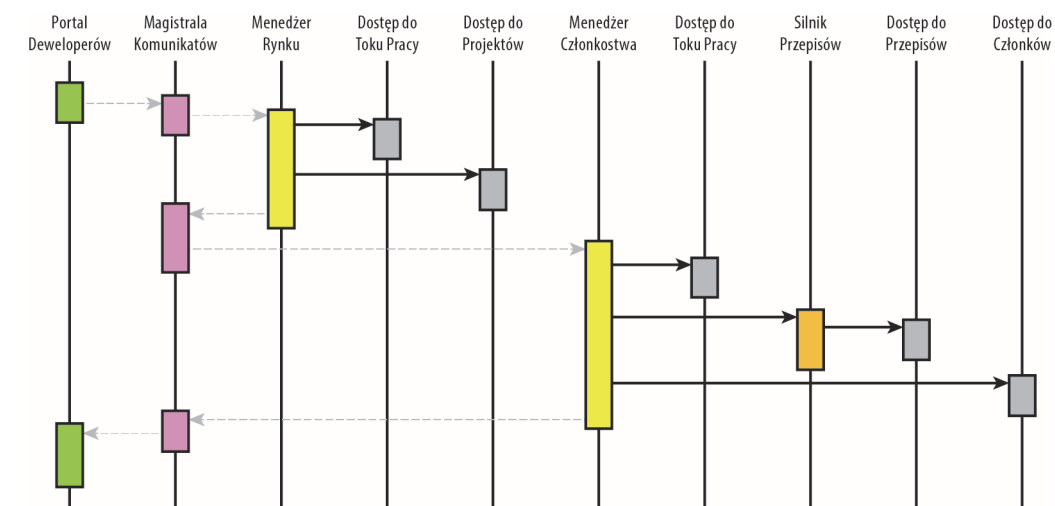 Portal
Deweloperów
Magistrala
Komunikatów
Menedżer
Rynku
Dostęp do
Toku Pracy
Dostęp do
Projektów
Menedżer
Członkostwa
Dostęp do
Toku Pracy
Silnik
Przepisów
Dostęp do
Przepisów
Dostęp do
Członków